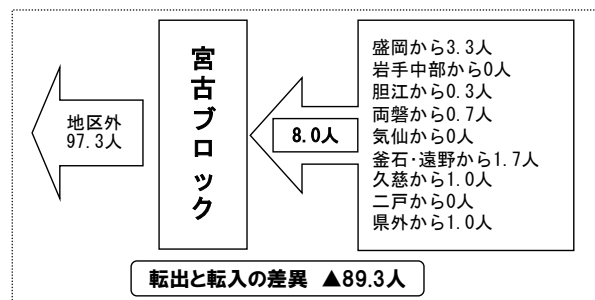 地区外
97.3人
宮古ブロック
8.0人
盛岡から3.3人
岩手中部から0人
胆江から0.3人
両磐から0.7人
気仙から0人
釜石・遠野から1.7人
久慈から1.0人
二戸から0人
県外から1.0人
転出と転入の差異 ▲89.3人